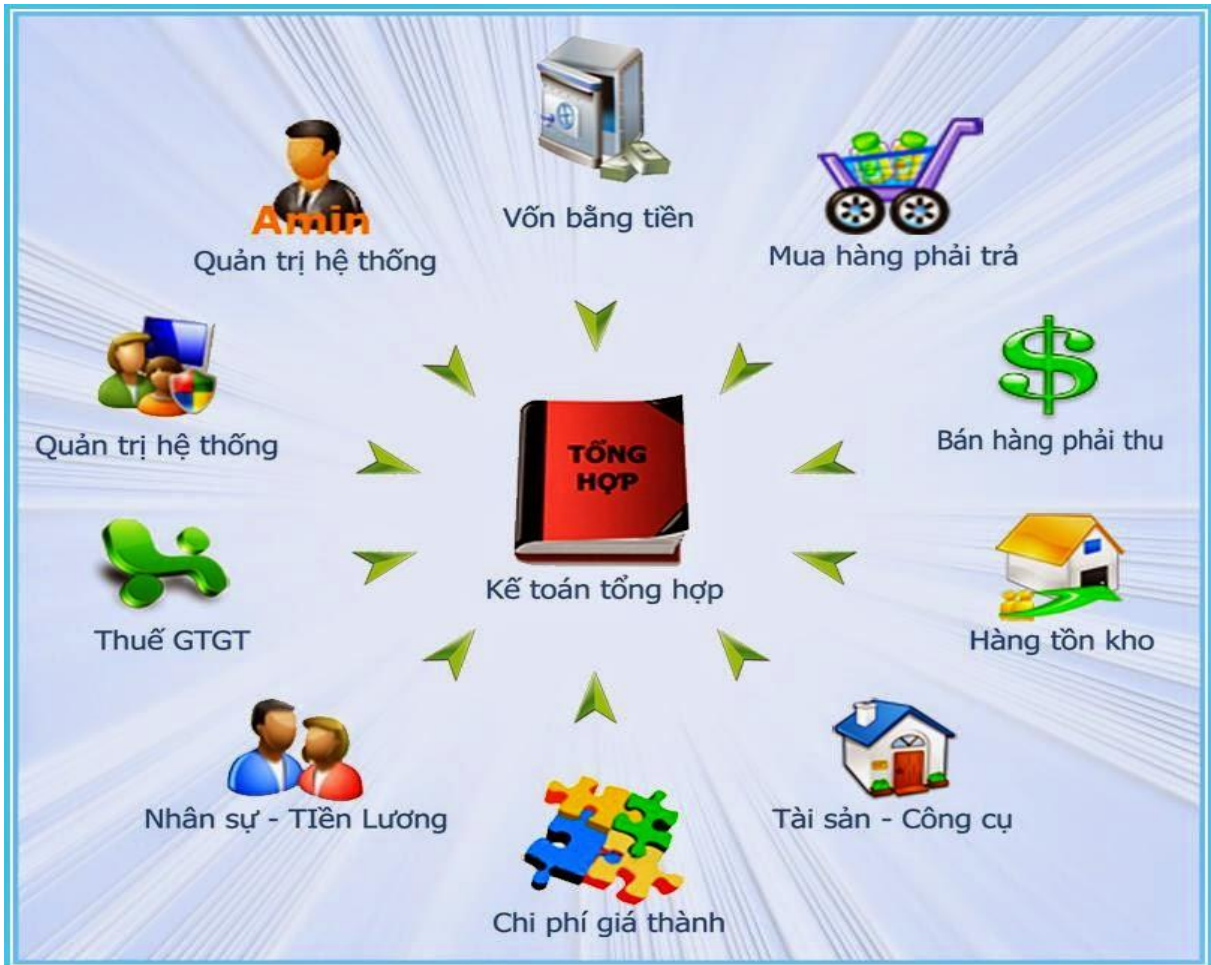 Vốn bằng tiền
Amin
Quản trị hệ thống
Mua hàng phải trả
Quản trị hệ thống
Bán hàng phải thu
TỔNG
HỢP
Kế toán tổng hợp
Thuế GTGT
Hàng tồn kho
Nhân sự - TIền Lương
Tài sản - Công cụ
Chi phí giá thành